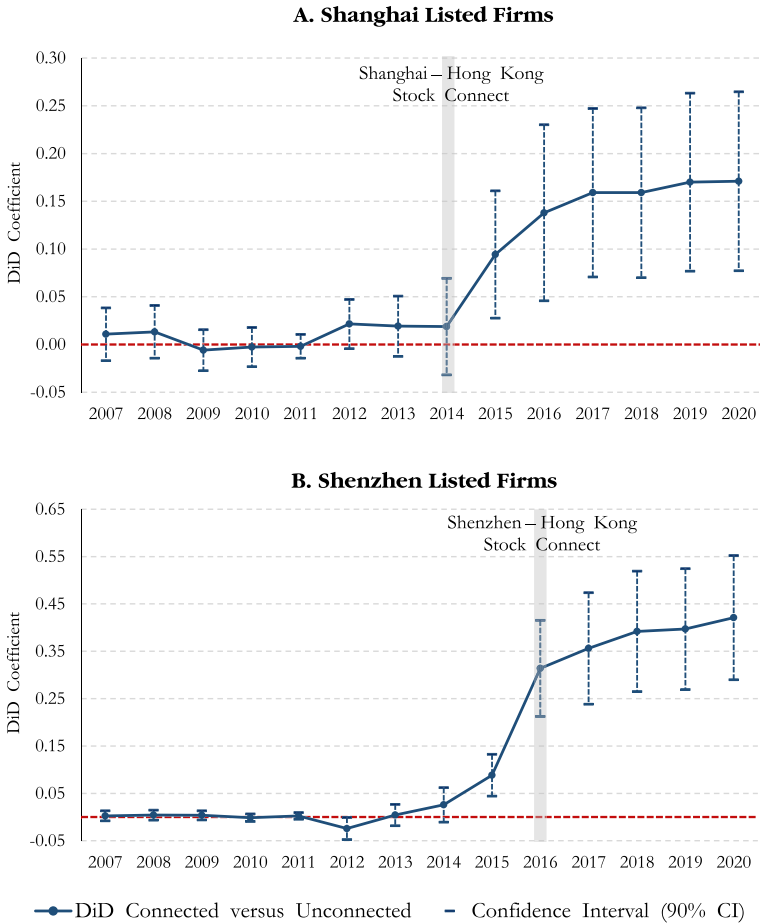 A. Shanghai Listed Firms
0.30
Shanghai – Hong Kong
Stock Connect
0.25
0.20
0.15
0.10
0.05
0.00
-0.05
DiD Coefficient
2007 2008 2009 2010 2011 2012 2013 2014 2015 2016 2017 2018 2019 2020
B. Shenzhen Listed Firms
0.65
Shenzhen – Hong Kong
Stock Connect
0.55
0.45
0.35
0.25
0.15
0.05
-0.05
DiD Coefficient
2007 2008 2009 2010 2011 2012 2013 2014 2015 2016 2017 2018 2019 2020
DiD Connected versus Unconnected - Confidence Interval (90% CI)